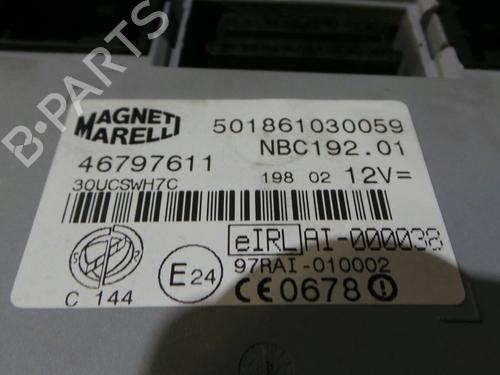 MAGNETI
MARELLI
501861030059
NBC192.01
46797611
30UCSWH7C
198 02 12V=
eIRL AI-000038
97RAI-010002
E24
C 144
CE0678
B-PARTS